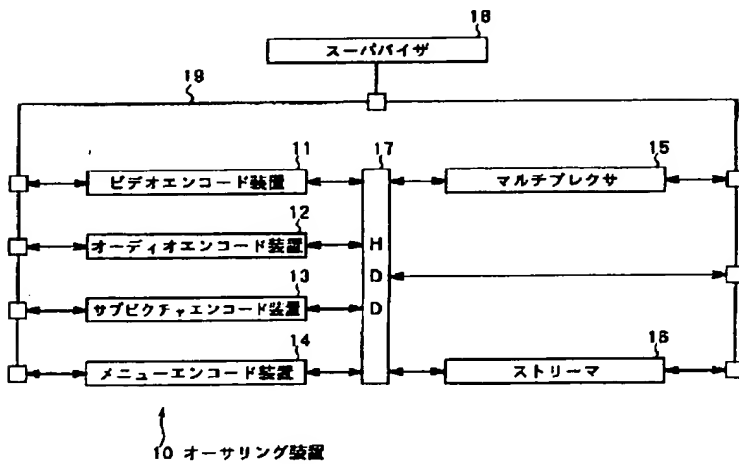 18
スーパバイザ
19
11
17
15
ビデオエンコード装置
マルチプレクサ
12
オーディオエンコード装置
H
D
D
13
サブピクチャエンコード装置
14
16
メニューエンコード装置
ストリーマ
10 オーサリング装置